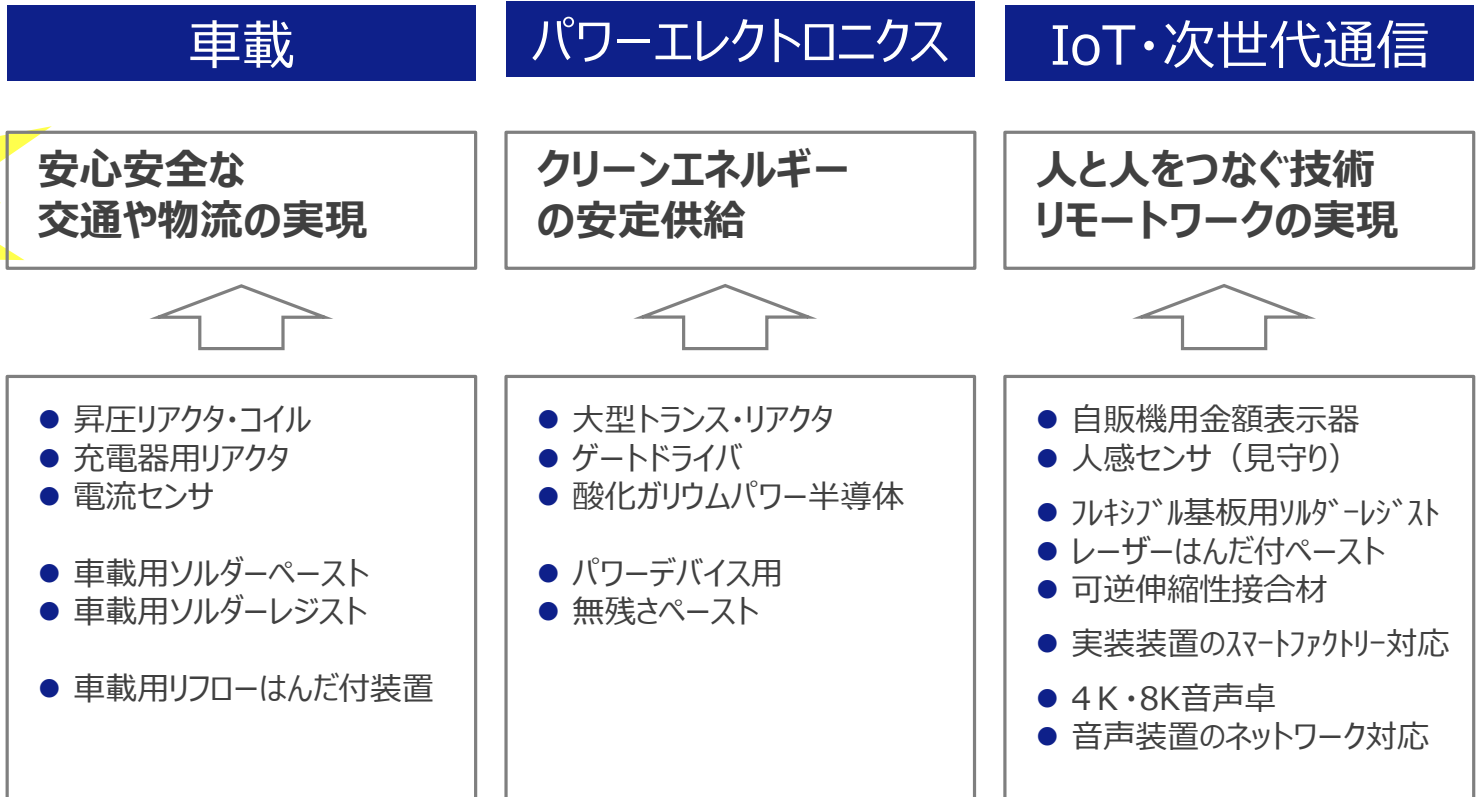 車載
安心安全な
交通や物流の実現
● 昇圧リアクタ・コイル
● 充電器用リアクタ
● 電流センサ
● 車載用ソルダーペースト
● 車載用ソルダーレジスト
● 車載用リフローはんだ付装置
パワーエレクトロニクス
クリーンエネルギー
の安定供給
● 大型トランス・リアクタ
● ゲートドライバ
● 酸化ガリウムパワー半導体
● パワーデバイス用
● 無残さペースト
IoT・次世代通信
人と人をつなぐ技術
リモートワークの実現
● 自販機用金額表示器
● 人感センサ（見守り）
● ﾌﾚｷｼﾌﾞﾙ基板用ｿﾙﾀﾞｰﾚｼﾞｽﾄ
● レーザーはんだ付ペースト
● 可逆伸縮性接合材
● 実装装置のｽﾏｰﾄﾌｧｸﾄﾘｰ対応
● ４Ｋ・8K音声卓
● 音声装置のネットワーク対応